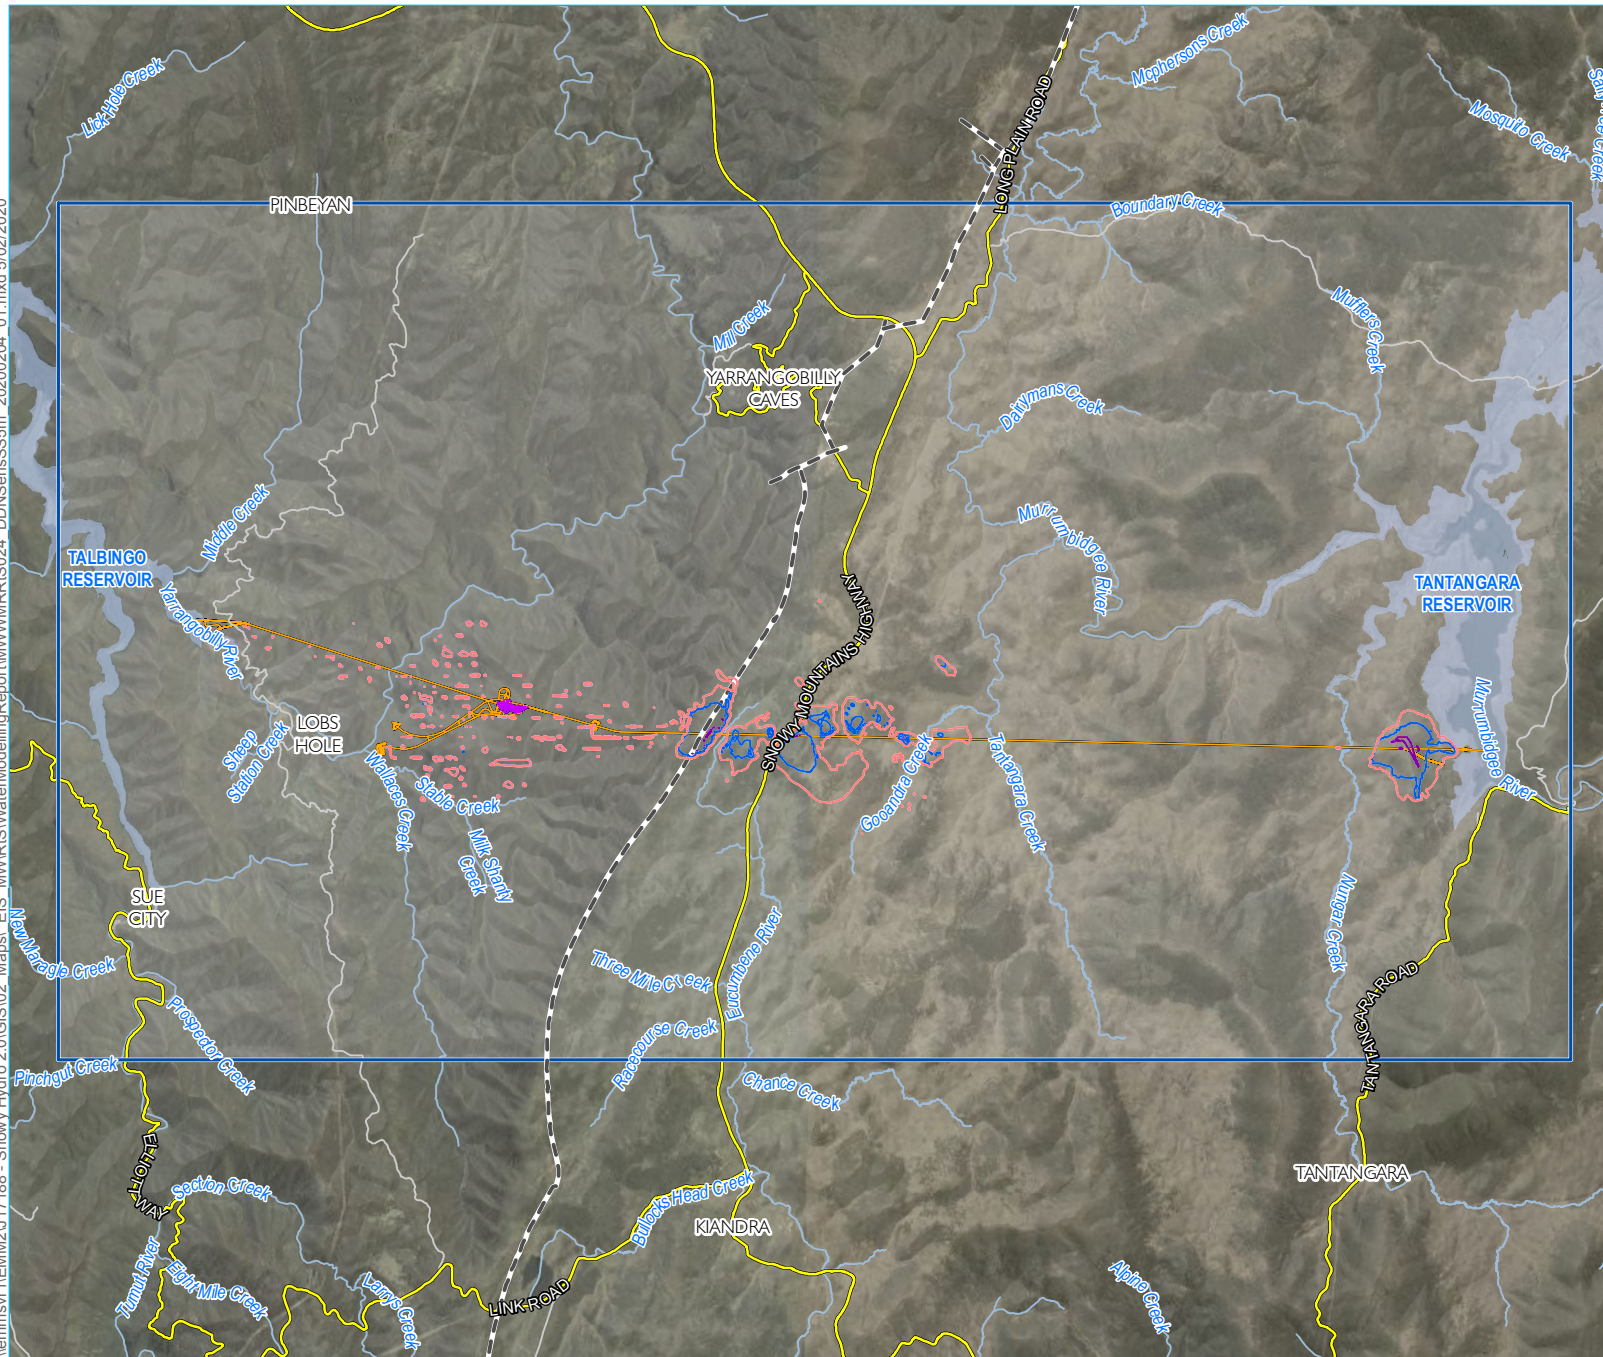 Mcphersons Creek
Lick Hole Creek
LONG PLAIN ROAD
Mosquito Creek
PINBEYAN
Boundary Creek
Mufflers Creek
Mill Creek
YARRANGOBILLY
CAVES
Dairymans Creek
Middle Creek
Murrumbidgee River
TALBINGO
RESERVOIR
TANTANGARA
RESERVOIR
Yarrangobilly River
SNOWY MOUNTAINS HIGHWAY
LOBS
HOLE
Sheep
Station Creek
Wallaces Creek
Stable Creek
Milk Shanty
Creek
Gooandra Creek
Tantangara Creek
Murrumbidgee River
SUE
CITY
Nungar Creek
New Maragle Creek
Three Mile Creek
Eucumbene River
TANTANGARA ROAD
Prospector Creek
Racecourse Creek
Pinchgut Creek
Chance Creek
ELLIOTT WAY
Section Creek
Bullocks Head Creek
TANTANGARA
KIANDRA
Tumut River
Eight Mile Creek
Larrys Creek
LINK ROAD
Alpine Creek